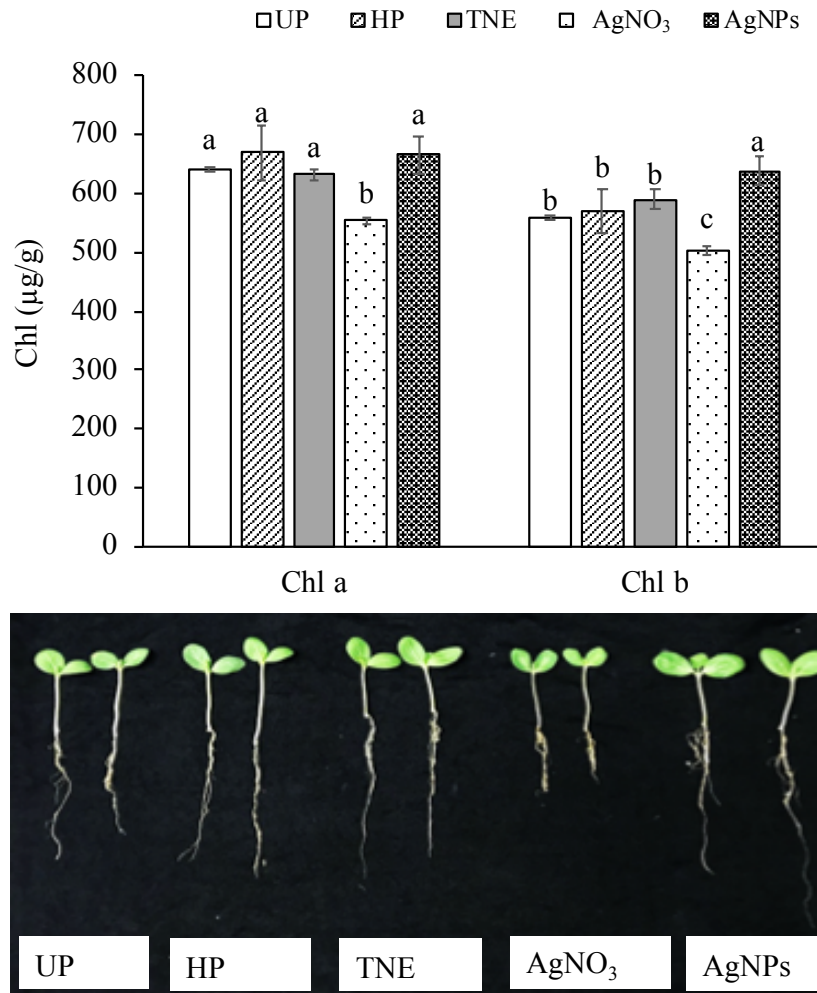 UP HP TNE AgNO₃ AgNPs
800
700
600
500
400
300
200
100
0
Chl (µg/g)
a a a b a
b b b c a
Chl a Chl b
UP HP TNE AgNO₃ AgNPs